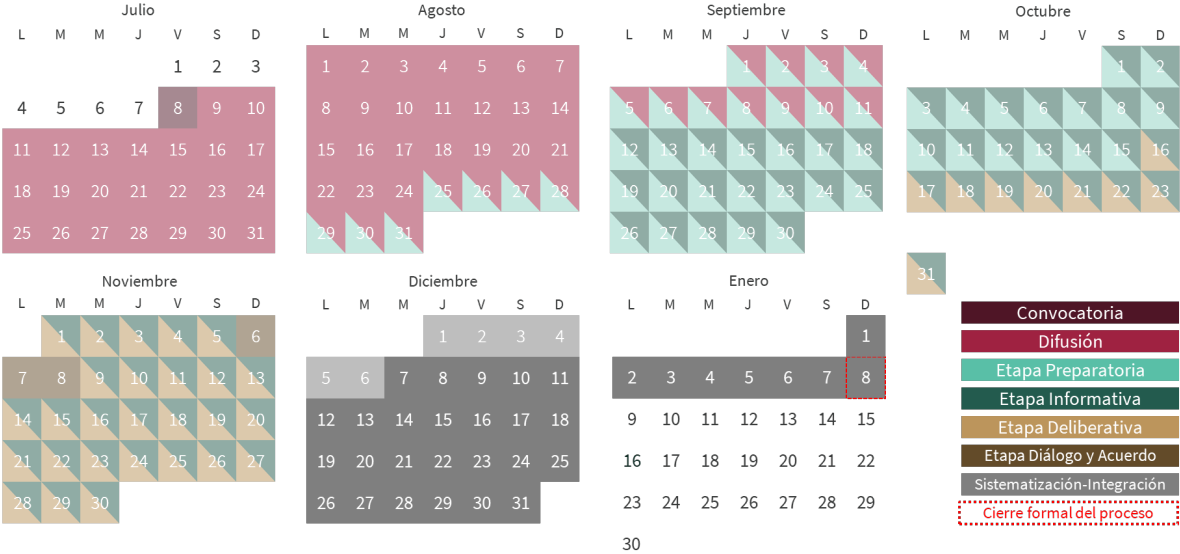 Julio
L M M J V S D
1 2 3
4 5 6 7 8 9 10
11 12 13 14 15 16 17
18 19 20 21 22 23 24
25 26 27 28 29 30 31
Agosto
L M M J V S D
1 2 3 4 5 6 7
8 9 10 11 12 13 14
15 16 17 18 19 20 21
22 23 24 25 26 27 28
29 30 31
Septiembre
L M M J V S D
1 2 3 4
5 6 7 8 9 10 11
12 13 14 15 16 17 18
19 20 21 22 23 24 25
26 27 28 29 30
Octubre
L M M J V S D
1 2
3 4 5 6 7 8 9
10 11 12 13 14 15 16
17 18 19 20 21 22 23
31
Noviembre
L M M J V S D
1 2 3 4 5 6
7 8 9 10 11 12 13
14 15 16 17 18 19 20
21 22 23 24 25 26 27
28 29 30
Diciembre
L M M J V S D
1 2 3 4
5 6 7 8 9 10 11
12 13 14 15 16 17 18
19 20 21 22 23 24 25
26 27 28 29 30 31
Enero
L M M J V S D
1
2 3 4 5 6 7 8
9 10 11 12 13 14 15
16 17 18 19 20 21 22
23 24 25 26 27 28 29
30
Convocatoria
Difusión
Etapa Preparatoria
Etapa Informativa
Etapa Deliberativa
Etapa Diálogo y Acuerdo
Sistematización-Integración
Cierre formal del proceso